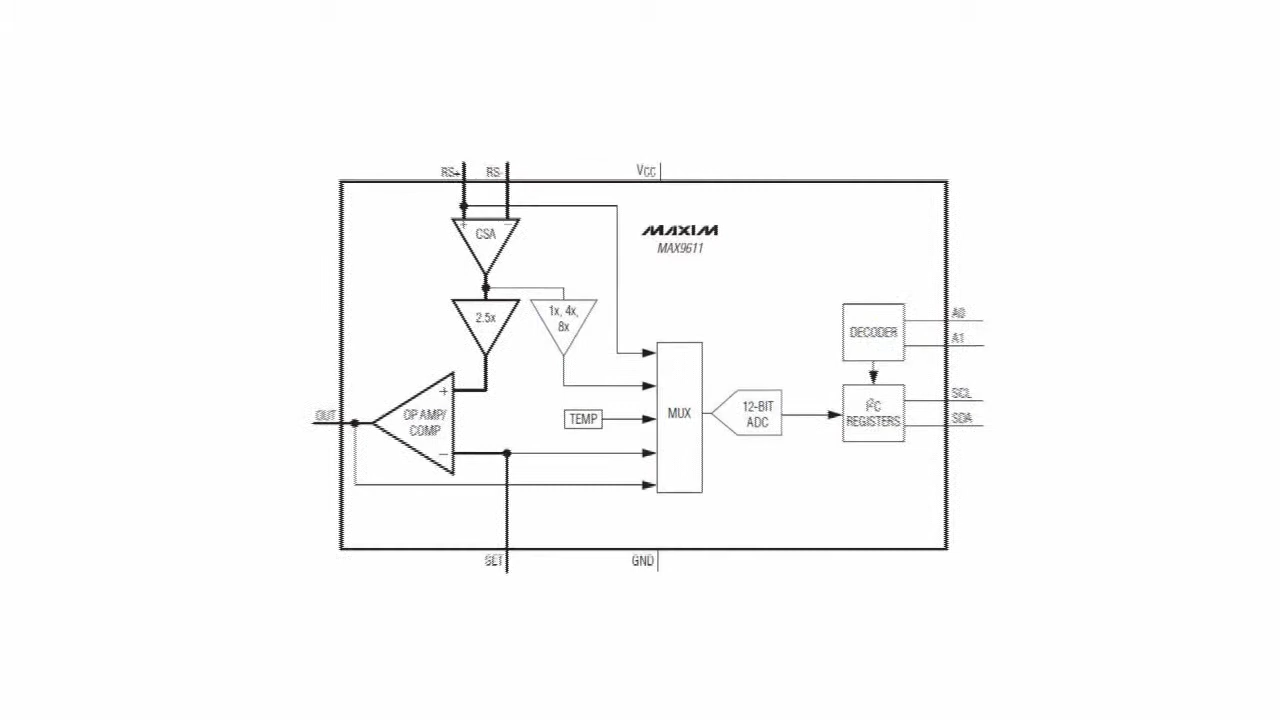 RS+ RS-
VCC
+ -
CSA
MAXIM
MAX9611
2.5x
1x, 4x,
8x
DECODER
A0
A1
+
OP AMP/
COMP
-
OUT
TEMP
MUX
12-BIT
ADC
I²C
REGISTERS
SCL
SDA
SET
GND